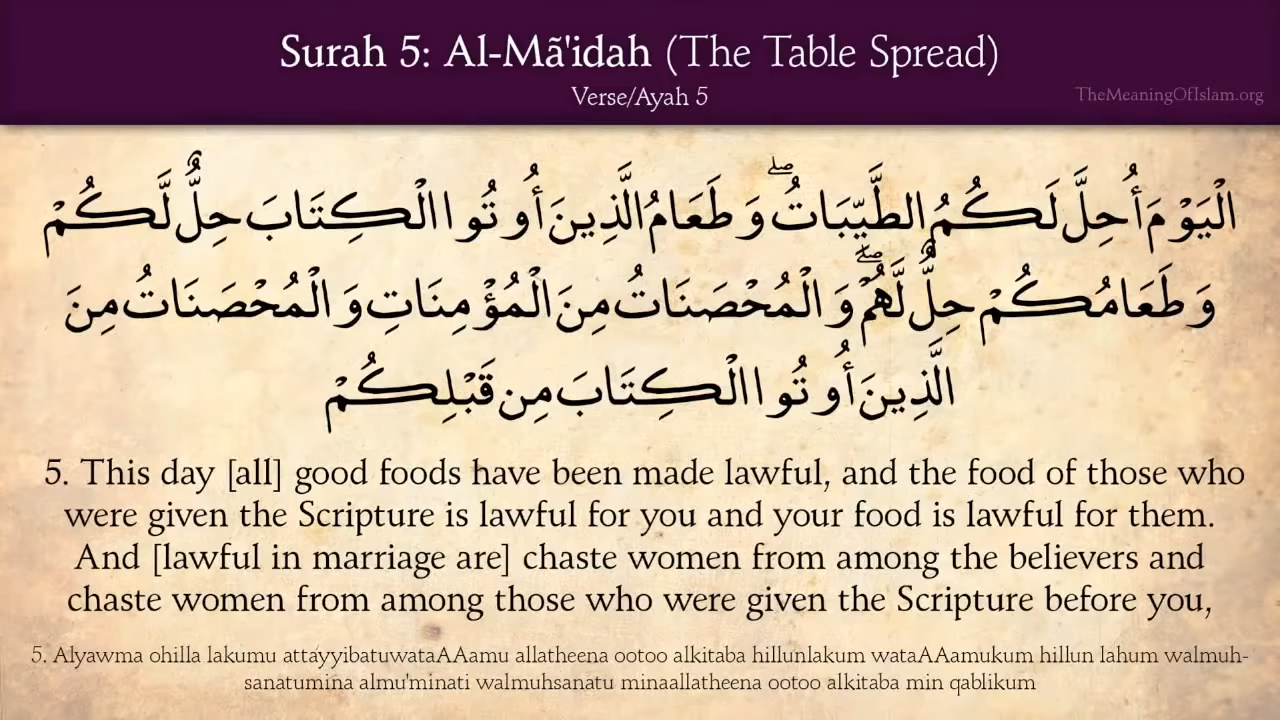 Surah 5: Al-Mã'idah (The Table Spread)
Verse/Ayah 5
TheMeaningOfIslam.org
الْيَوْمَ أُحِلَّ لَكُمُ الطَّيِّبَاتُ ۖ وَطَعَامُ الَّذِينَ أُوتُوا الْكِتَابَ حِلٌّ لَّكُمْ
وَطَعَامُكُمْ حِلٌّ لَّهُمْ ۖ وَالْمُحْصَنَاتُ مِنَ الْمُؤْمِنَاتِ وَالْمُحْصَنَاتُ مِنَ
الَّذِينَ أُوتُوا الْكِتَابَ مِن قَبْلِكُمْ
5. This day [all] good foods have been made lawful, and the food of those who
were given the Scripture is lawful for you and your food is lawful for them.
And [lawful in marriage are] chaste women from among the believers and
chaste women from among those who were given the Scripture before you,
5. Alyawma ohilla lakumu attayyibatuwataAAamu allatheena ootoo alkitaba hillunlakum wataAAamukum hillun lahum walmuh-
sanatumina almu'minati walmuhsanatu minaallatheena ootoo alkitaba min qablikum